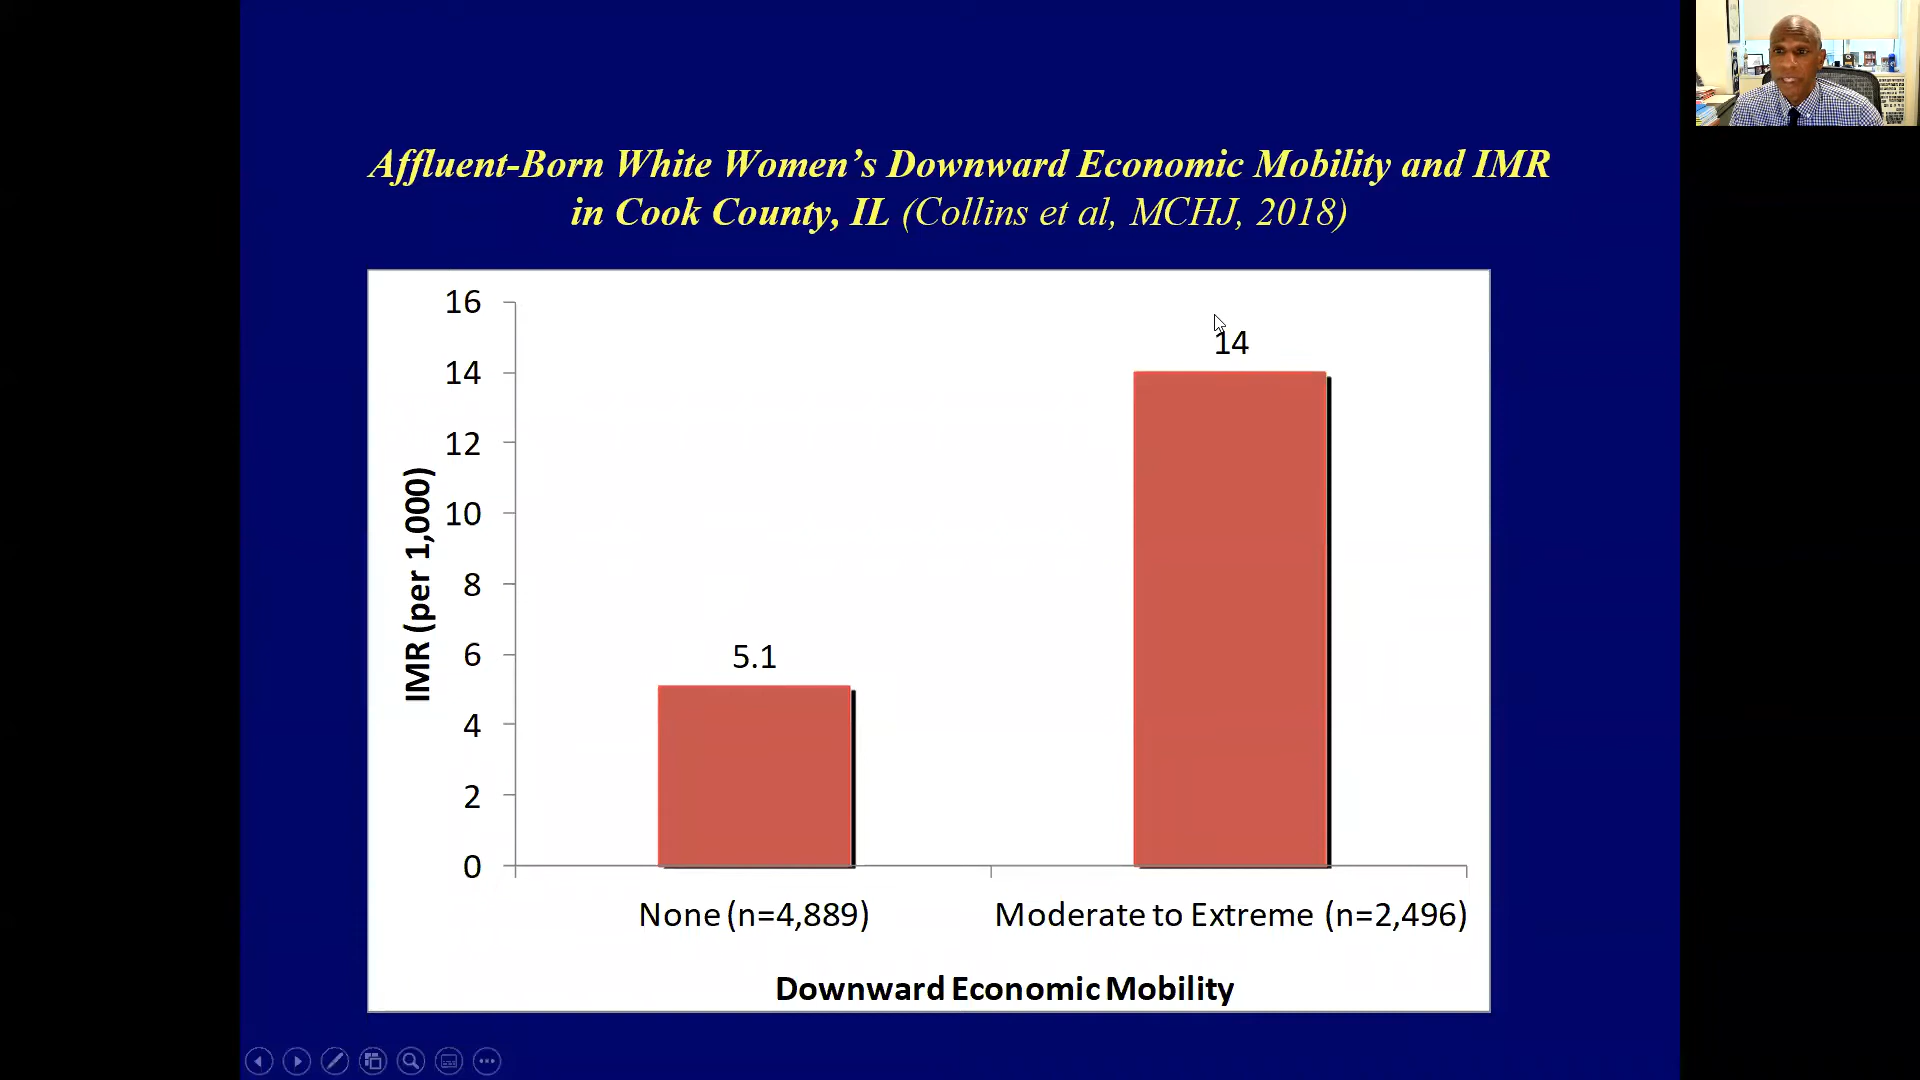 Affluent-Born White Women’s Downward Economic Mobility and IMR
in Cook County, IL (Collins et al, MCHJ, 2018)
16
14
12
10
8
6
4
2
0
IMR (per 1,000)
5.1
14
None (n=4,889)
Moderate to Extreme (n=2,496)
Downward Economic Mobility